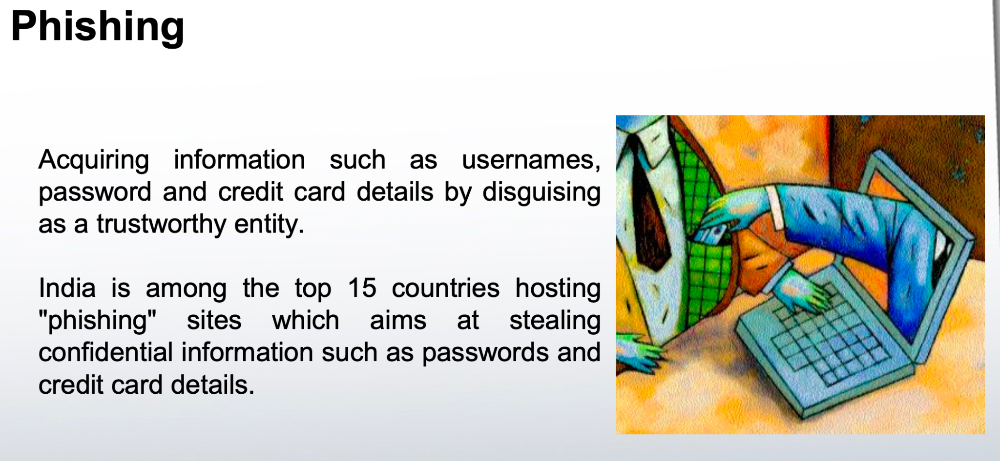 Phishing
Acquiring information such as usernames,
password and credit card details by disguising
as a trustworthy entity.
India is among the top 15 countries hosting
"phishing" sites which aims at stealing
confidential information such as passwords and
credit card details.